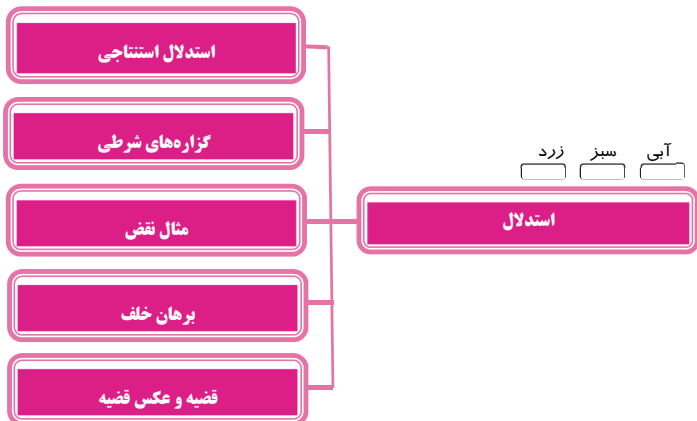 آبی سبز زرد
استدلال
استدلال استنتاجی
گزاره‌های شرطی
مثال نقض
برهان خلف
قضیه و عکس قضیه